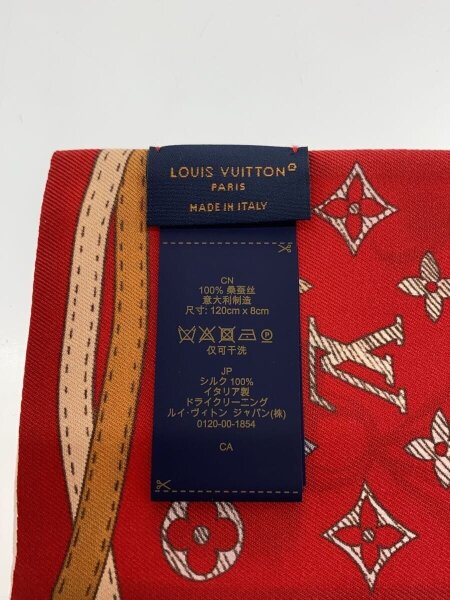 LOUIS VUITTON
PARIS
MADE IN ITALY
CN
100% 桑蚕丝
意大利制造
尺寸: 120cm x 8cm
仅可干洗
JP
シルク 100%
イタリア製
ドライクリーニング
ルイ・ヴィトン ジャパン(株)
0120-00-1854
CA